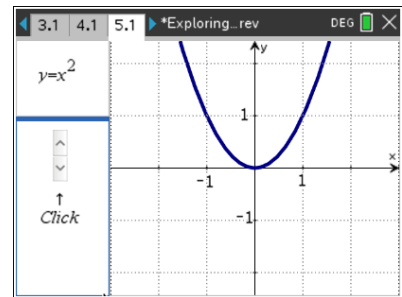 3.1 4.1 5.1 *Exploring…rev DEG
y=x²
↑
Click
y
x
1
-1 1
-1